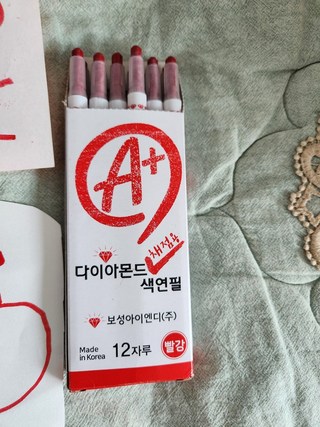 A+
채점용
다이아몬드
색연필
보성아이엔디(주)
Made
in Korea
12자루
빨강